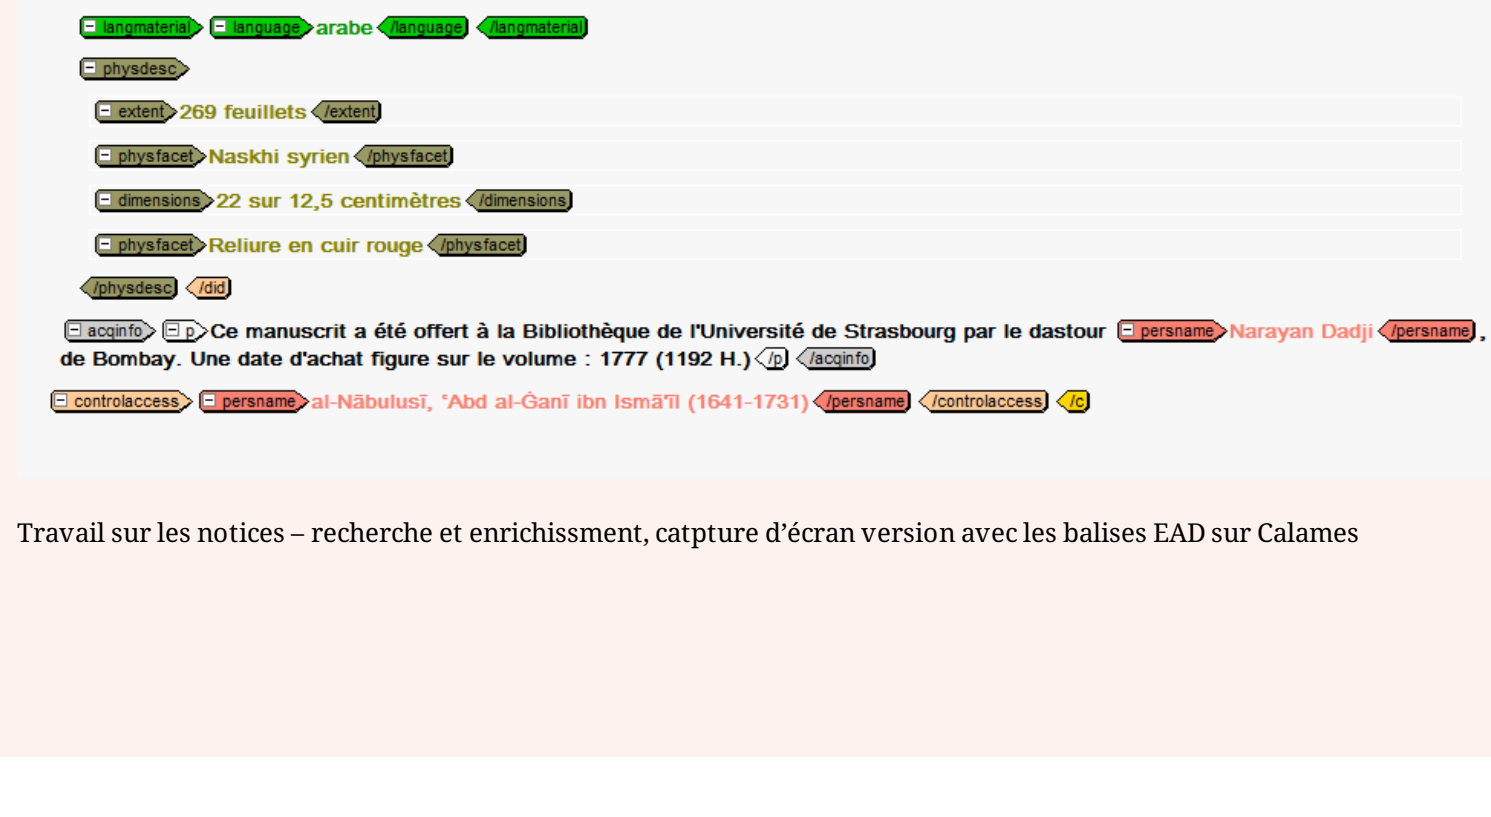 langmaterial language arabe /language /langmaterial
physdesc
extent 269 feuillets /extent
physfacet Naskhi syrien /physfacet
dimensions 22 sur 12,5 centimètres /dimensions
physfacet Reliure en cuir rouge /physfacet
/physdesc /did
acqinfo p Ce manuscrit a été offert à la Bibliothèque de l'Université de Strasbourg par le dastour persname Narayan Dadji /persname ,
de Bombay. Une date d'achat figure sur le volume : 1777 (1192 H.) /p /acqinfo
controlaccess persname al-Nābulusī, ʿAbd al-Ġanī ibn Ismāʿīl (1641-1731) /persname /controlaccess /c
Travail sur les notices – recherche et enrichissment, catpture d’écran version avec les balises EAD sur Calames